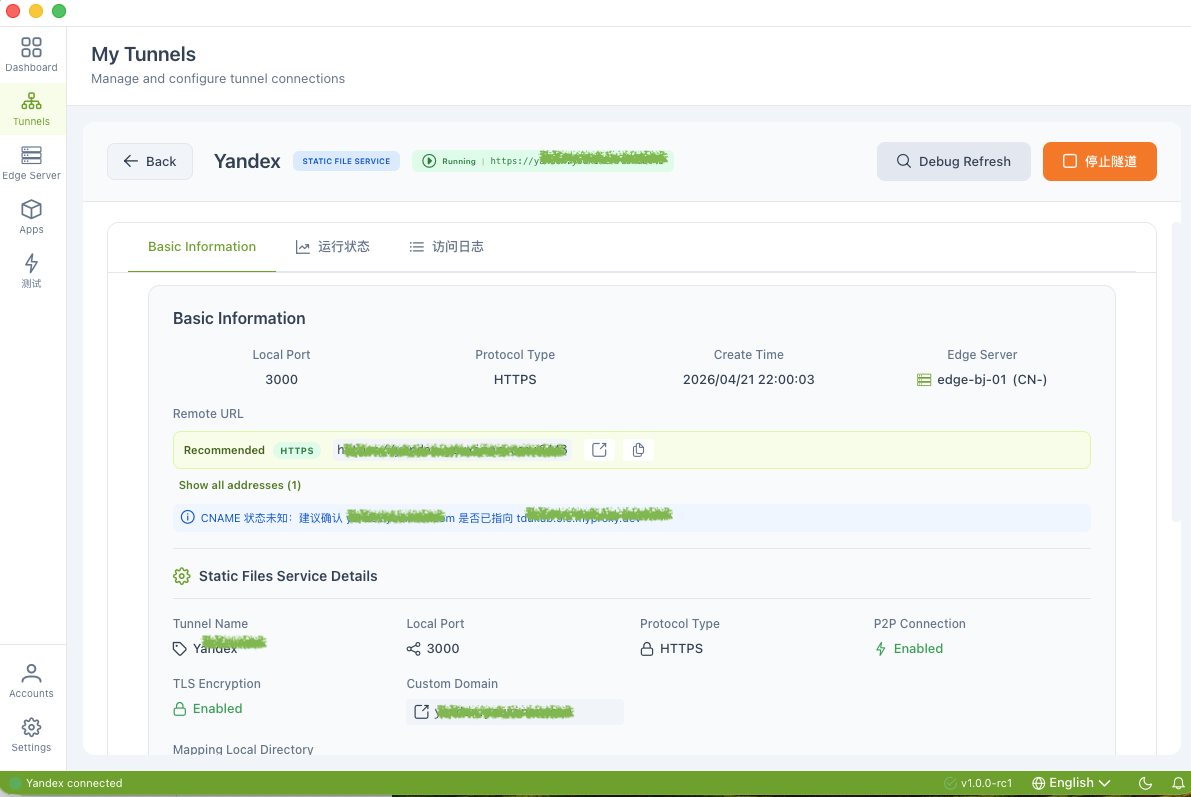 My Tunnels
Manage and configure tunnel connections
Dashboard
Tunnels
Edge Server
Apps
测试
Accounts
Settings
Back
Yandex
STATIC FILE SERVICE
Running | https://y
Debug Refresh
停止隧道
Basic Information
运行状态
访问日志
Basic Information
Local Port
Protocol Type
Create Time
Edge Server
3000
HTTPS
2026/04/21 22:00:03
edge-bj-01 (CN-)
Remote URL
Recommended HTTPS
Show all addresses (1)
CNAME 状态未知：建议确认 是否已指向
Static Files Service Details
Tunnel Name
Local Port
Protocol Type
P2P Connection
Yandex
3000
HTTPS
Enabled
TLS Encryption
Custom Domain
Enabled
Mapping Local Directory
Yandex connected
v1.0.0-rc1
English